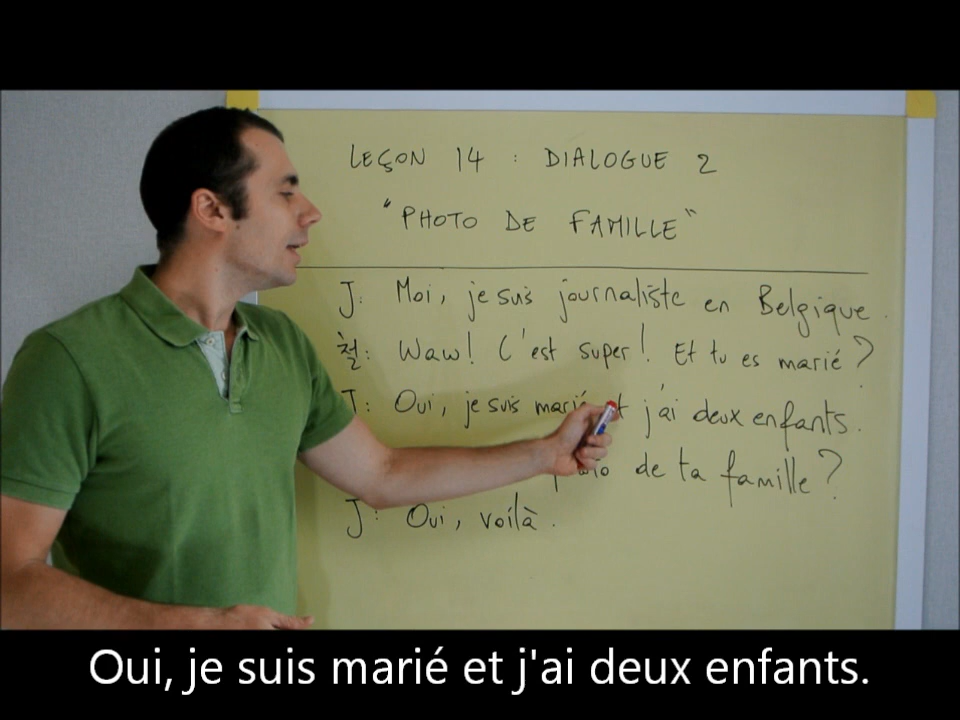 LEÇON 14 : DIALOGUE 2
"PHOTO DE FAMILLE"
J: Moi, je suis journaliste en Belgique.
철: Waw! C'est super! Et tu es marié?
J: Oui, je suis marié et j'ai deux enfants.
de ta famille?
J: Oui, voilà.
Oui, je suis marié et j'ai deux enfants.